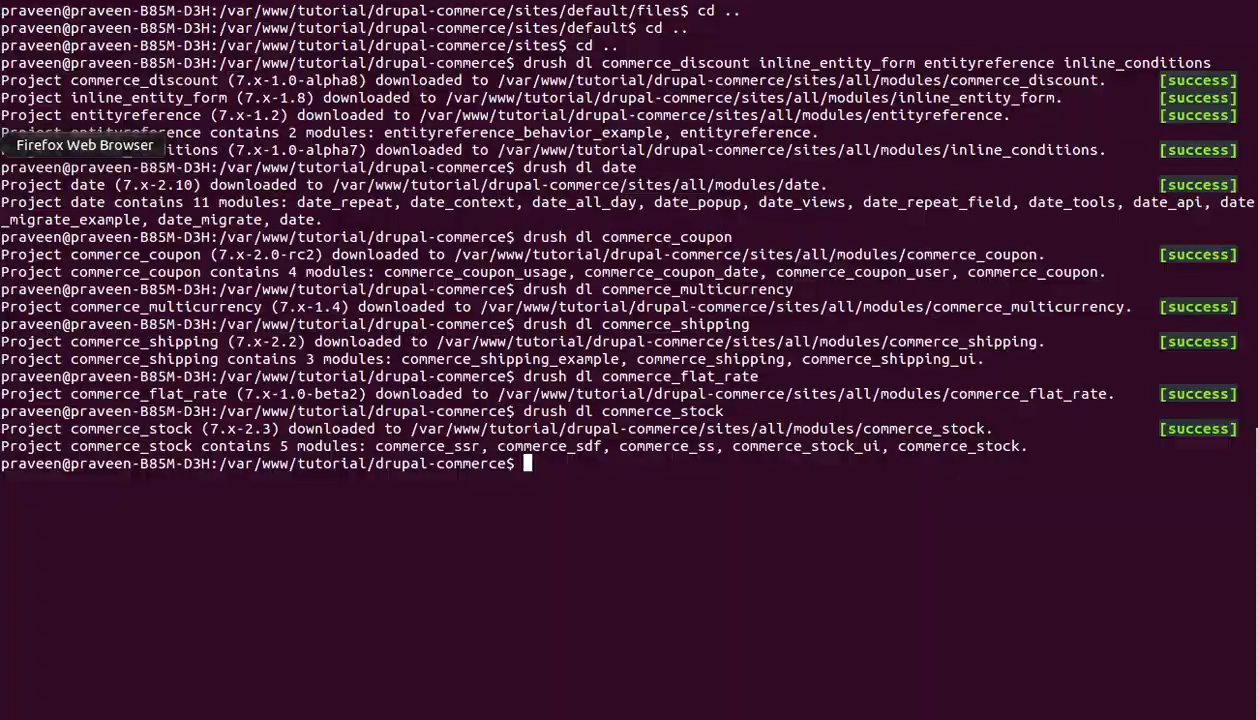 praveen@praveen-B85M-D3H:/var/www/tutorial/drupal-commerce/sites/default/files$ cd ..
praveen@praveen-B85M-D3H:/var/www/tutorial/drupal-commerce/sites/default$ cd ..
praveen@praveen-B85M-D3H:/var/www/tutorial/drupal-commerce/sites$ cd ..
praveen@praveen-B85M-D3H:/var/www/tutorial/drupal-commerce$ drush dl commerce_discount inline_entity_form entityreference inline_conditions
Project commerce_discount (7.x-1.0-alpha8) downloaded to /var/www/tutorial/drupal-commerce/sites/all/modules/commerce_discount. [success]
Project inline_entity_form (7.x-1.8) downloaded to /var/www/tutorial/drupal-commerce/sites/all/modules/inline_entity_form. [success]
Project entityreference (7.x-1.2) downloaded to /var/www/tutorial/drupal-commerce/sites/all/modules/entityreference. [success]
Project entityreference contains 2 modules: entityreference_behavior_example, entityreference.
Firefox Web Browser
ditions (7.x-1.0-alpha7) downloaded to /var/www/tutorial/drupal-commerce/sites/all/modules/inline_conditions. [success]
praveen@praveen-B85M-D3H:/var/www/tutorial/drupal-commerce$ drush dl date
Project date (7.x-2.10) downloaded to /var/www/tutorial/drupal-commerce/sites/all/modules/date. [success]
Project date contains 11 modules: date_repeat, date_context, date_all_day, date_popup, date_views, date_repeat_field, date_tools, date_api, date
_migrate_example, date_migrate, date.
praveen@praveen-B85M-D3H:/var/www/tutorial/drupal-commerce$ drush dl commerce_coupon
Project commerce_coupon (7.x-2.0-rc2) downloaded to /var/www/tutorial/drupal-commerce/sites/all/modules/commerce_coupon. [success]
Project commerce_coupon contains 4 modules: commerce_coupon_usage, commerce_coupon_date, commerce_coupon_user, commerce_coupon.
praveen@praveen-B85M-D3H:/var/www/tutorial/drupal-commerce$ drush dl commerce_multicurrency
Project commerce_multicurrency (7.x-1.4) downloaded to /var/www/tutorial/drupal-commerce/sites/all/modules/commerce_multicurrency. [success]
praveen@praveen-B85M-D3H:/var/www/tutorial/drupal-commerce$ drush dl commerce_shipping
Project commerce_shipping (7.x-2.2) downloaded to /var/www/tutorial/drupal-commerce/sites/all/modules/commerce_shipping. [success]
Project commerce_shipping contains 3 modules: commerce_shipping_example, commerce_shipping, commerce_shipping_ui.
praveen@praveen-B85M-D3H:/var/www/tutorial/drupal-commerce$ drush dl commerce_flat_rate
Project commerce_flat_rate (7.x-1.0-beta2) downloaded to /var/www/tutorial/drupal-commerce/sites/all/modules/commerce_flat_rate. [success]
praveen@praveen-B85M-D3H:/var/www/tutorial/drupal-commerce$ drush dl commerce_stock
Project commerce_stock (7.x-2.3) downloaded to /var/www/tutorial/drupal-commerce/sites/all/modules/commerce_stock. [success]
Project commerce_stock contains 5 modules: commerce_ssr, commerce_sdf, commerce_ss, commerce_stock_ui, commerce_stock.
praveen@praveen-B85M-D3H:/var/www/tutorial/drupal-commerce$